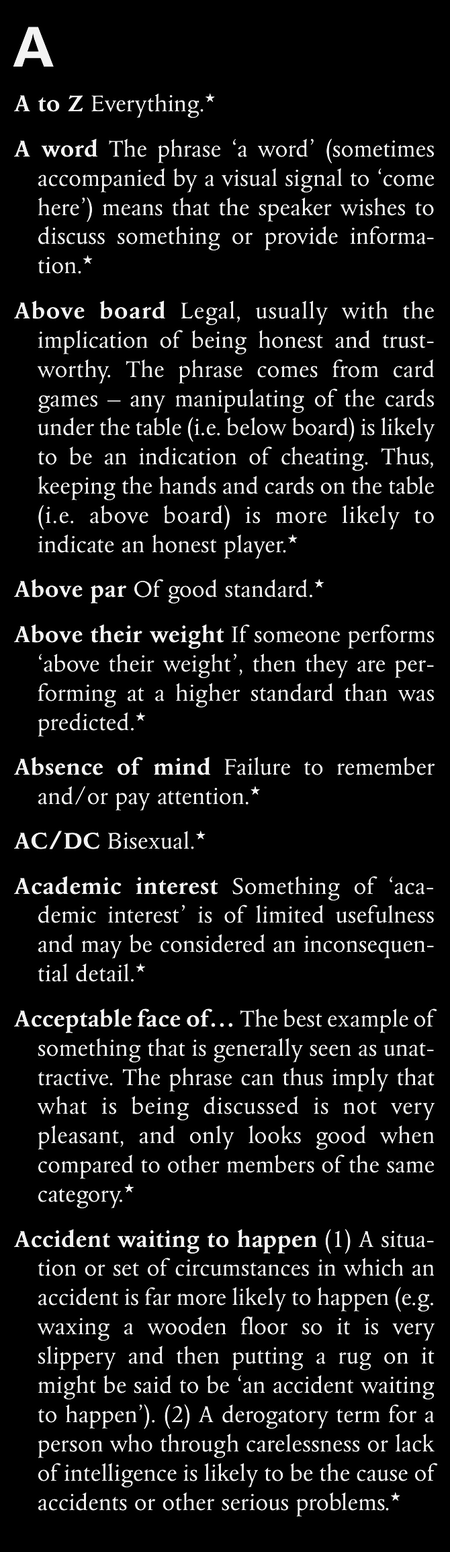 A
A to Z Everything.★
A word The phrase ‘a word’ (sometimes
accompanied by a visual signal to ‘come
here’) means that the speaker wishes to
discuss something or provide informa-
tion.★
Above board Legal, usually with the
implication of being honest and trust-
worthy. The phrase comes from card
games – any manipulating of the cards
under the table (i.e. below board) is likely
to be an indication of cheating. Thus,
keeping the hands and cards on the table
(i.e. above board) is more likely to
indicate an honest player.★
Above par Of good standard.★
Above their weight If someone performs
‘above their weight’, then they are per-
forming at a higher standard than was
predicted.★
Absence of mind Failure to remember
and/or pay attention.★
AC/DC Bisexual.★
Academic interest Something of ‘aca-
demic interest’ is of limited usefulness
and may be considered an inconsequen-
tial detail.★
Acceptable face of... The best example of
something that is generally seen as unat-
tractive. The phrase can thus imply that
what is being discussed is not very
pleasant, and only looks good when
compared to other members of the same
category.★
Accident waiting to happen (1) A situa-
tion or set of circumstances in which an
accident is far more likely to happen (e.g.
waxing a wooden floor so it is very
slippery and then putting a rug on it
might be said to be ‘an accident waiting
to happen’). (2) A derogatory term for a
person who through carelessness or lack
of intelligence is likely to be the cause of
accidents or other serious problems.★